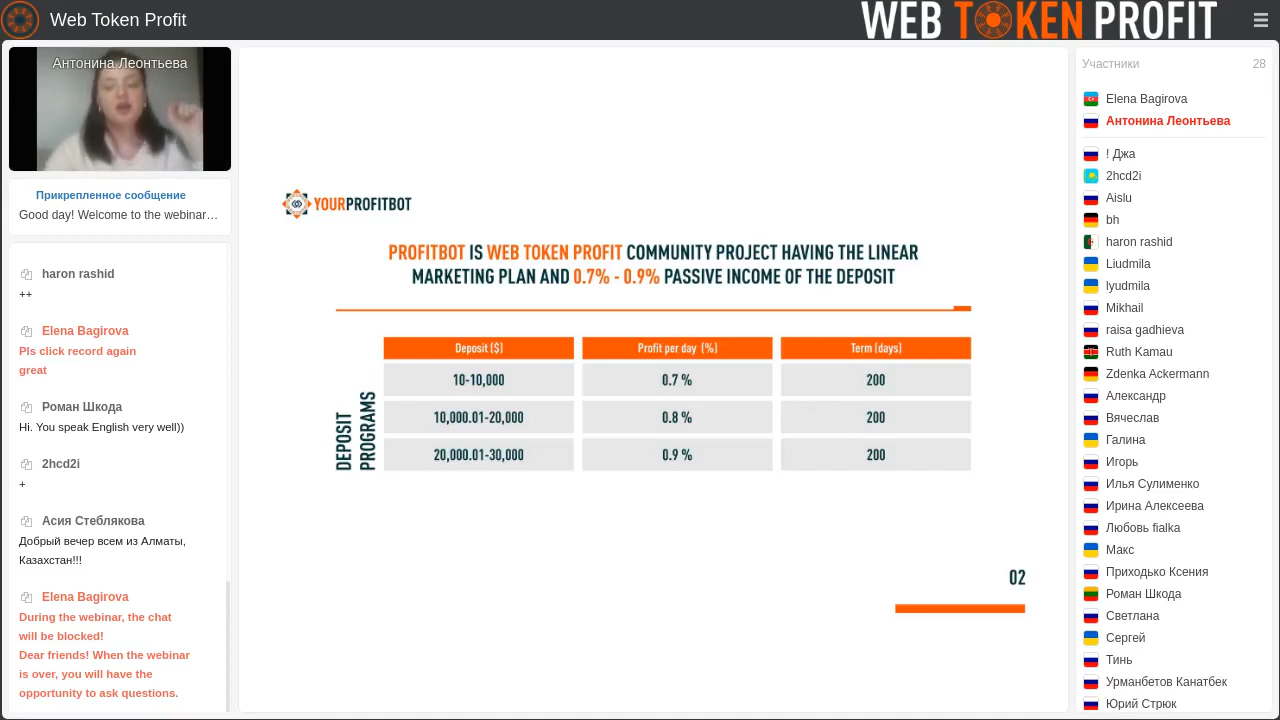 Web Token Profit
WEB TOKEN PROFIT
Антонина Леонтьева
Прикрепленное сообщение
Good day! Welcome to the webinar…
haron rashid
++
Elena Bagirova
Pls click record again
great
Роман Шкода
Hi. You speak English very well))
2hcd2i
+
Асия Стеблякова
Добрый вечер всем из Алматы,
Казахстан!!!
Elena Bagirova
During the webinar, the chat
will be blocked!
Dear friends! When the webinar
is over, you will have the
opportunity to ask questions.
YOURPROFITBOT
PROFITBOT IS WEB TOKEN PROFIT COMMUNITY PROJECT HAVING THE LINEAR
MARKETING PLAN AND 0.7% - 0.9% PASSIVE INCOME OF THE DEPOSIT
DEPOSIT
PROGRAMS
Deposit ($) Profit per day (%) Term (days)
10-10,000 0.7 % 200
10,000.01-20,000 0.8 % 200
20,000.01-30,000 0.9 % 200
02
Участники 28
Elena Bagirova
Антонина Леонтьева
! Джа
2hcd2i
Aislu
bh
haron rashid
Liudmila
lyudmila
Mikhail
raisa gadhieva
Ruth Kamau
Zdenka Ackermann
Александр
Вячеслав
Галина
Игорь
Илья Сулименко
Ирина Алексеева
Любовь fialka
Макс
Приходько Ксения
Роман Шкода
Светлана
Сергей
Тинь
Урманбетов Канатбек
Юрий Стрюк